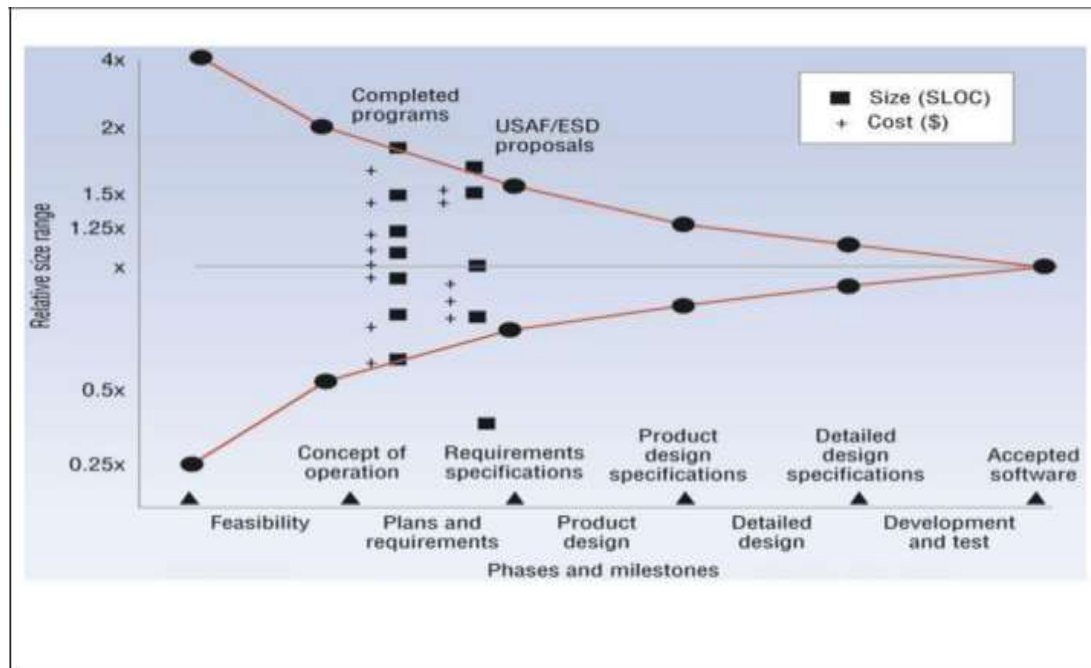 4x
2x
1.5x
1.25x
x
0.5x
0.25x
Relative size range
Completed
programs
USAF/ESD
proposals
Size (SLOC)
+ Cost ($)
Concept of
operation
Requirements
specifications
Product
design
specifications
Detailed
design
specifications
Accepted
software
Feasibility
Plans and
requirements
Product
design
Detailed
design
Development
and test
Phases and milestones